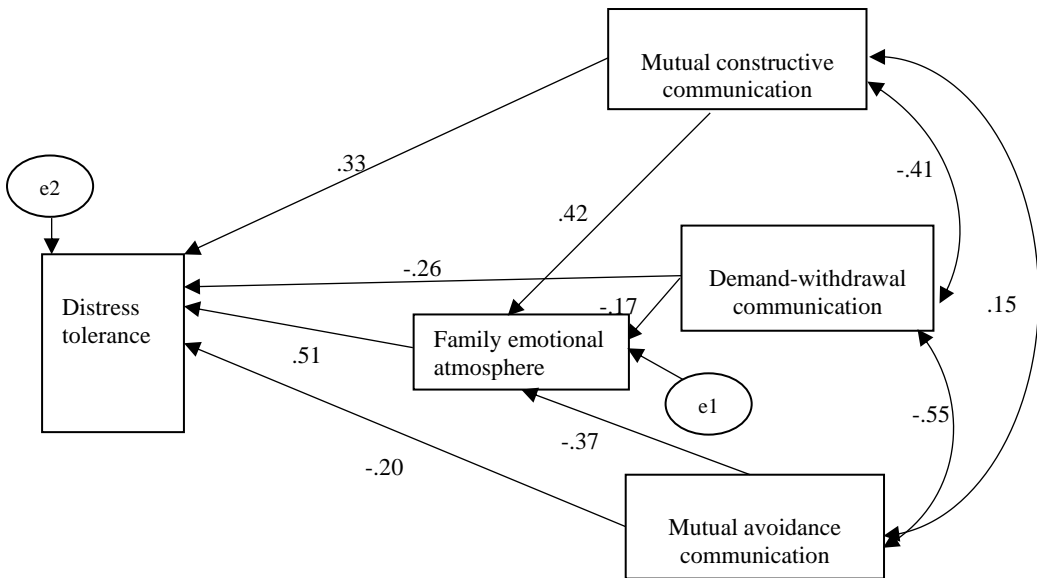 Mutual constructive
communication
.33
-.41
e2
.42
-.26
Demand-withdrawal
communication
Distress
tolerance
-.17
.15
Family emotional
atmosphere
.51
e1
-.55
-.37
-.20
Mutual avoidance
communication